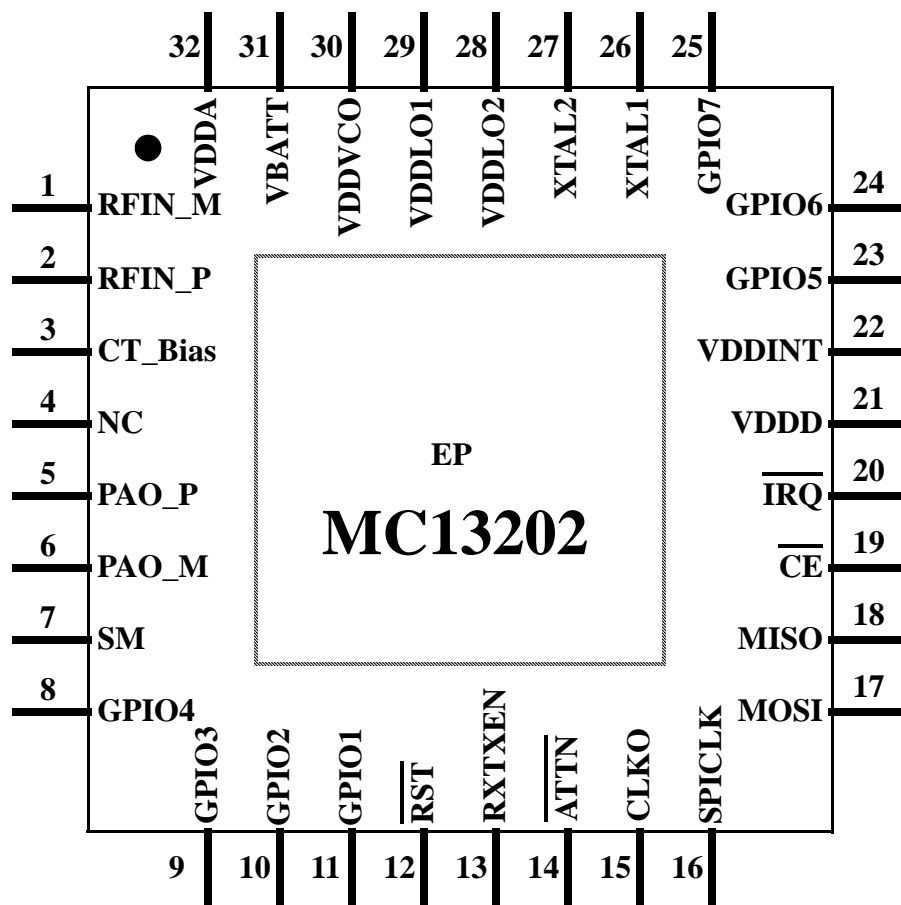 32 31 30 29 28 27 26 25
VDDA VBATT VDDVCO VDDLO1 VDDLO2 XTAL2 XTAL1 GPIO7
1 RFIN_M
2 RFIN_P
3 CT_Bias
4 NC
5 PAO_P
6 PAO_M
7 SM
8 GPIO4
EP
MC13202
GPIO6 24
GPIO5 23
VDDINT 22
VDDD 21
IRQ 20
CE 19
MISO 18
MOSI 17
GPIO3 GPIO2 GPIO1 RST RXTXEN ATTN CLKO SPICLK
9 10 11 12 13 14 15 16